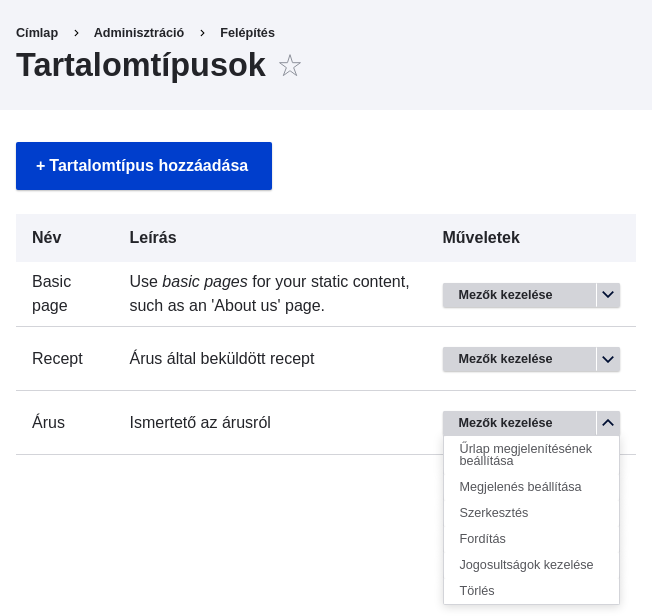 Címlap › Adminisztráció › Felépítés
Tartalomtípusok ☆
+ Tartalomtípus hozzáadása
Név Leírás Műveletek
Basic page
Use basic pages for your static content,
such as an 'About us' page.
Mezők kezelése
Recept Árus által beküldött recept Mezők kezelése
Árus Ismertető az árusról Mezők kezelése
Űrlap megjelenítésének
beállítása
Megjelenés beállítása
Szerkesztés
Fordítás
Jogosultságok kezelése
Törlés